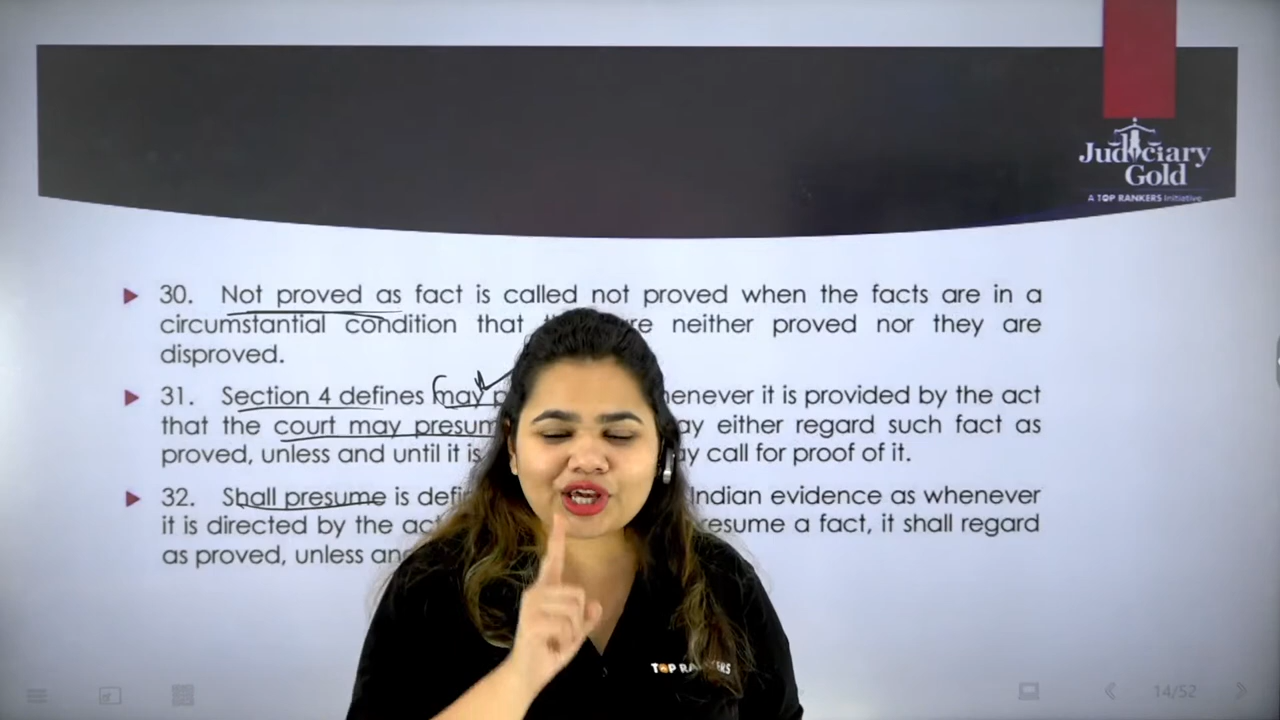 Judiciary
Gold
A TOP RANKERS Initiative
30. Not proved as fact is called not proved when the facts are in a
circumstantial condition that neither proved nor they are
disproved.
31. Section 4 defines may henever it is provided by the act
that the court may presum ay either regard such fact as
proved, unless and until it is ay call for proof of it.
32. Shall presume is defi Indian evidence as whenever
it is directed by the act resume a fact, it shall regard
as proved, unless and
TOP RANKERS
14/52